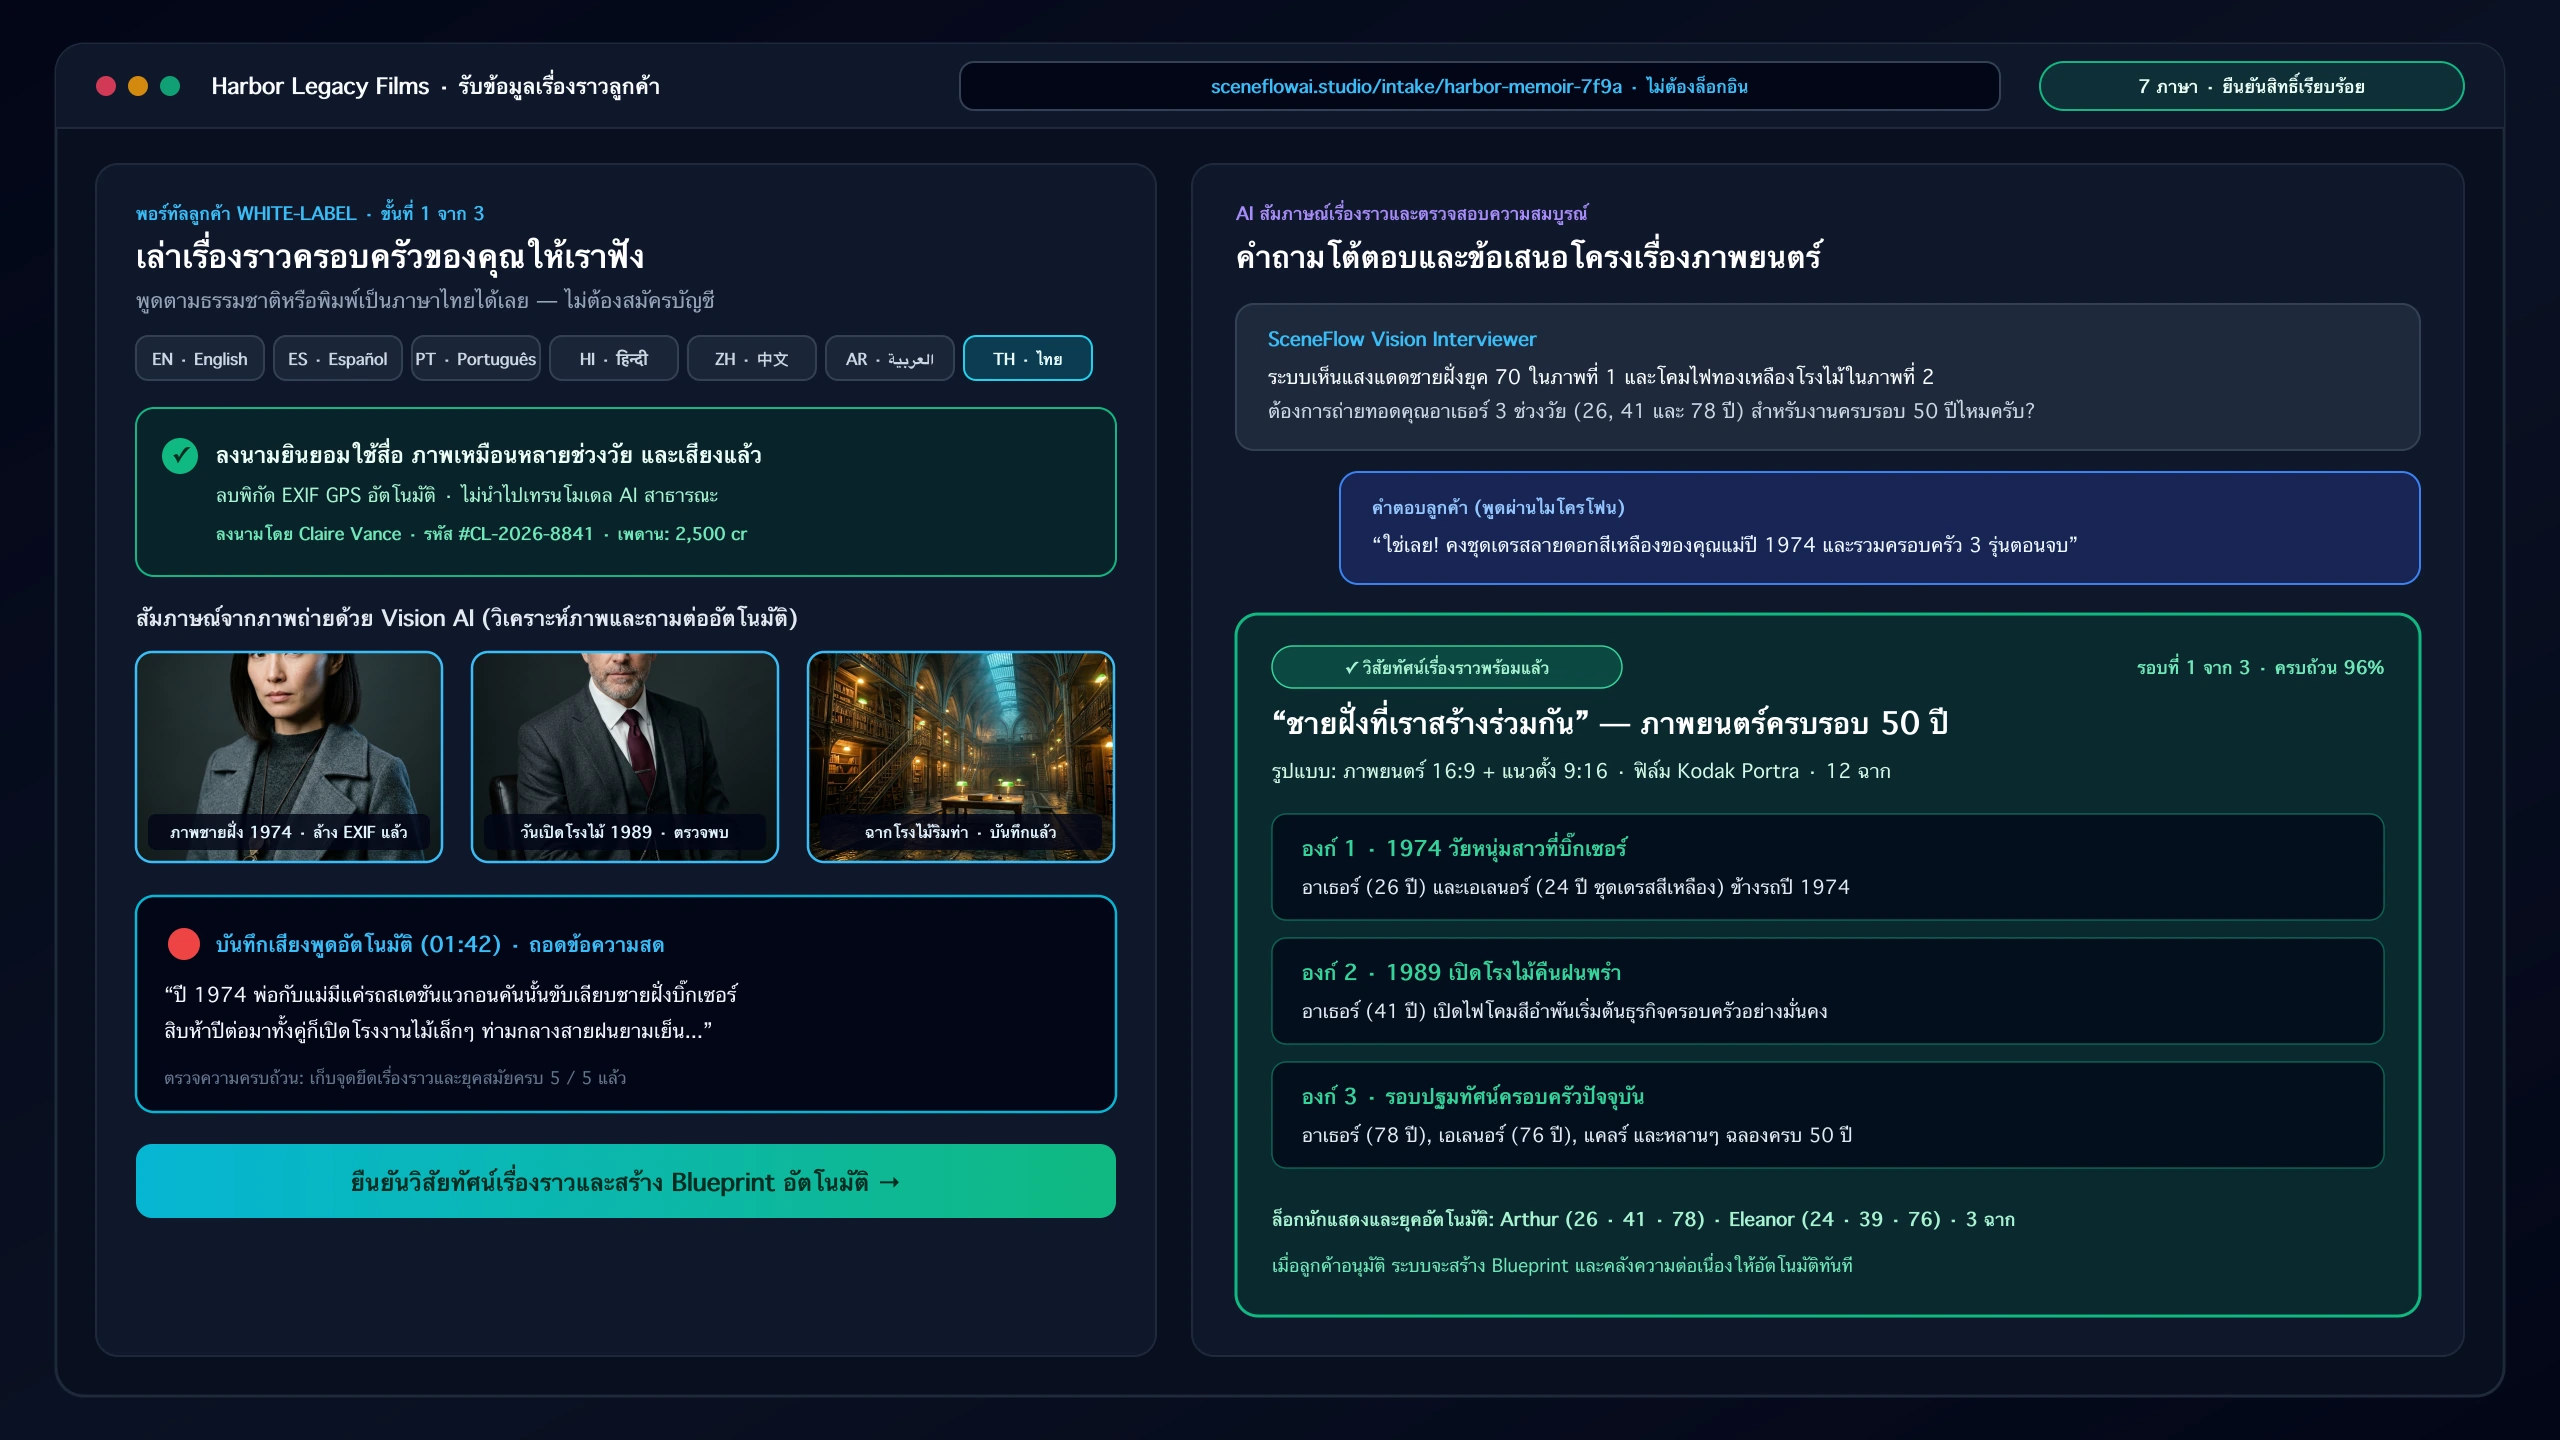 Harbor Legacy Films · รับข้อมูลเรื่องราวลูกค้า
sceneflowai.studio/intake/harbor-memoir-7f9a · ไม่ต้องล็อกอิน
7 ภาษา · ยืนยันสิทธิ์เรียบร้อย
พอร์ทัลลูกค้า WHITE-LABEL · ขั้นที่ 1 จาก 3
เล่าเรื่องราวครอบครัวของคุณให้เราฟัง
พูดตามธรรมชาติหรือพิมพ์เป็นภาษาไทยได้เลย — ไม่ต้องสมัครบัญชี
EN · English
ES · Español
PT · Português
HI · हिन्दी
ZH · 中文
AR · العربية
TH · ไทย
✓ ลงนามยินยอมใช้สื่อ ภาพเหมือนหลายช่วงวัย และเสียงแล้ว
ลบพิกัด EXIF GPS อัตโนมัติ · ไม่นำไปเทรนโมเดล AI สาธารณะ
ลงนามโดย Claire Vance · รหัส #CL-2026-8841 · เพดาน: 2,500 cr
สัมภาษณ์จากภาพถ่ายด้วย Vision AI (วิเคราะห์ภาพและถามต่ออัตโนมัติ)
ภาพชายฝั่ง 1974 · ล้าง EXIF แล้ว
วันเปิดโรงไม้ 1989 · ตรวจพบ
ฉากโรงไม้ริมท่า · บันทึกแล้ว
บันทึกเสียงพูดอัตโนมัติ (01:42) · ถอดข้อความสด
“ปี 1974 พ่อกับแม่มีแค่รถสเตชันแวกอนคันนั้นขับเลียบชายฝั่งบิ๊กเซอร์
สิบห้าปีต่อมาทั้งคู่ก็เปิดโรงงานไม้เล็กๆ ท่ามกลางสายฝนยามเย็น...”
ตรวจความครบถ้วน: เก็บจุดยึดเรื่องราวและยุคสมัยครบ 5 / 5 แล้ว
ยืนยันวิสัยทัศน์เรื่องราวและสร้าง Blueprint อัตโนมัติ →
AI สัมภาษณ์เรื่องราวและตรวจสอบความสมบูรณ์
คำถามโต้ตอบและข้อเสนอโครงเรื่องภาพยนตร์
SceneFlow Vision Interviewer
ระบบเห็นแสงแดดชายฝั่งยุค 70 ในภาพที่ 1 และโคมไฟทองเหลืองโรงไม้ในภาพที่ 2
ต้องการถ่ายทอดคุณอาเธอร์ 3 ช่วงวัย (26, 41 และ 78 ปี) สำหรับงานครบรอบ 50 ปีไหมครับ?
คำตอบลูกค้า (พูดผ่านไมโครโฟน)
“ใช่เลย! คงชุดเดรสลายดอกสีเหลืองของคุณแม่ปี 1974 และรวมครอบครัว 3 รุ่นตอนจบ”
✓ วิสัยทัศน์เรื่องราวพร้อมแล้ว
รอบที่ 1 จาก 3 · ครบถ้วน 96%
“ชายฝั่งที่เราสร้างร่วมกัน” — ภาพยนตร์ครบรอบ 50 ปี
รูปแบบ: ภาพยนตร์ 16:9 + แนวตั้ง 9:16 · ฟิล์ม Kodak Portra · 12 ฉาก
องก์ 1 · 1974 วัยหนุ่มสาวที่บิ๊กเซอร์
อาเธอร์ (26 ปี) และเอเลนอร์ (24 ปี ชุดเดรสสีเหลือง) ข้างรถปี 1974
องก์ 2 · 1989 เปิดโรงไม้คืนฝนพรำ
อาเธอร์ (41 ปี) เปิดไฟโคมสีอำพันเริ่มต้นธุรกิจครอบครัวอย่างมั่นคง
องก์ 3 · รอบปฐมทัศน์ครอบครัวปัจจุบัน
อาเธอร์ (78 ปี), เอเลนอร์ (76 ปี), แคลร์ และหลานๆ ฉลองครบ 50 ปี
ล็อกนักแสดงและยุคอัตโนมัติ: Arthur (26 · 41 · 78) · Eleanor (24 · 39 · 76) · 3 ฉาก
เมื่อลูกค้าอนุมัติ ระบบจะสร้าง Blueprint และคลังความต่อเนื่องให้อัตโนมัติทันที